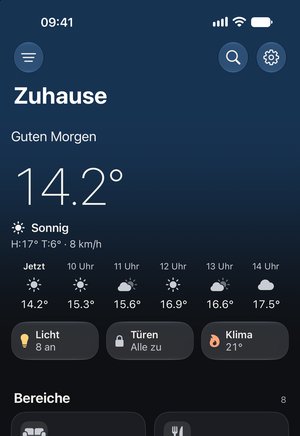 09:41
Zuhause
Guten Morgen
14.2°
Sonnig
H:17° T:6° · 8 km/h
Jetzt 10 Uhr 11 Uhr 12 Uhr 13 Uhr 14 Uhr
14.2° 15.3° 15.6° 16.9° 16.6° 17.5°
Licht Türen Klima
8 an Alle zu 21°
Bereiche 8